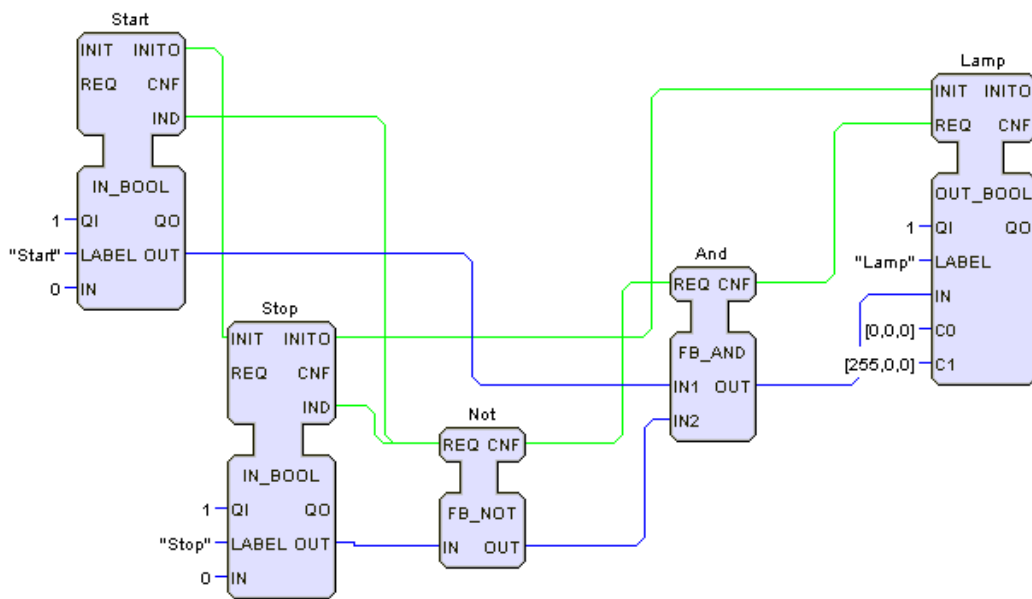 Start
INIT INITO
REQ CNF
IND
IN_BOOL
1 QI QO
"Start" LABEL OUT
0 IN
Stop
INIT INITO
REQ CNF
IND
IN_BOOL
1 QI QO
"Stop" LABEL OUT
0 IN
Not
REQ CNF
FB_NOT
IN OUT
And
REQ CNF
FB_AND
IN1 OUT
IN2
Lamp
INIT INITO
REQ CNF
OUT_BOOL
1 QI QO
"Lamp" LABEL
IN
[0,0,0] C0
[255,0,0] C1